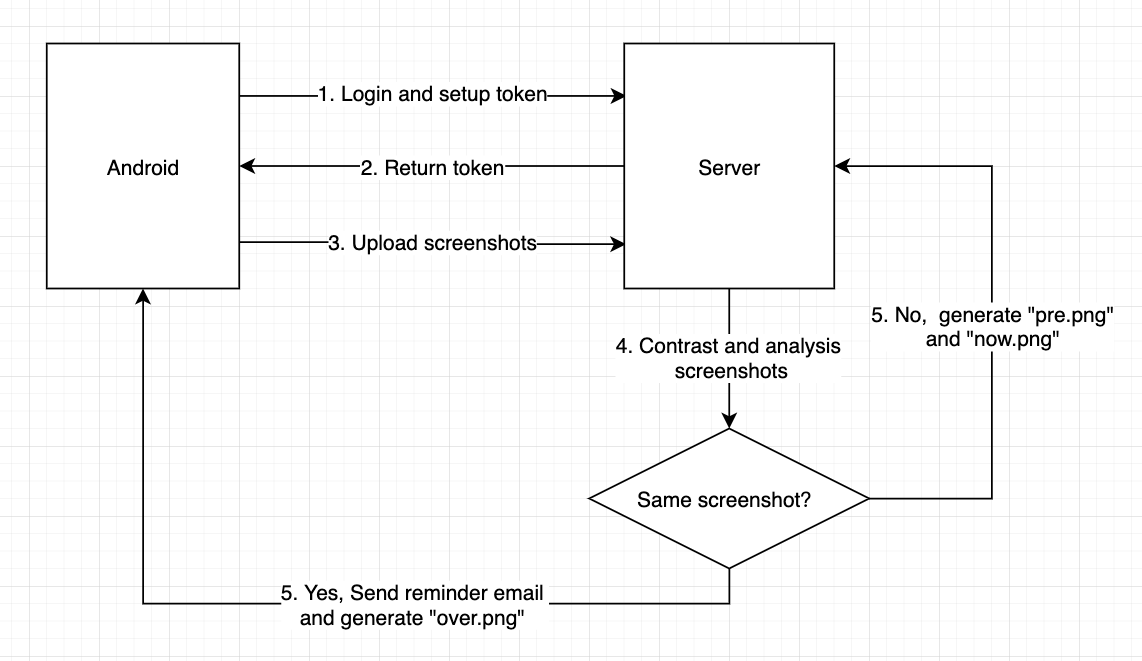 1. Login and setup token
Android
2. Return token
Server
3. Upload screenshots
5. No,  generate "pre.png"
and "now.png"
4. Contrast and analysis
screenshots
Same screenshot?
5. Yes, Send reminder email
and generate "over.png"